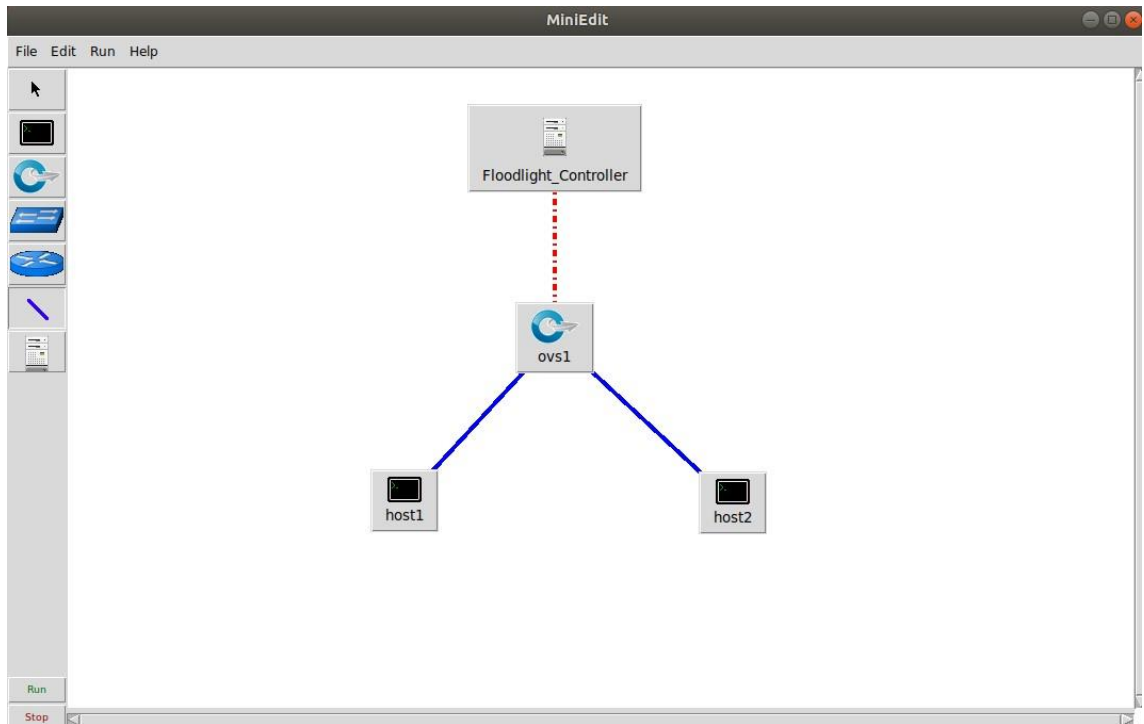 MiniEdit
File Edit Run Help
Floodlight_Controller
ovs1
host1
host2
Run
Stop